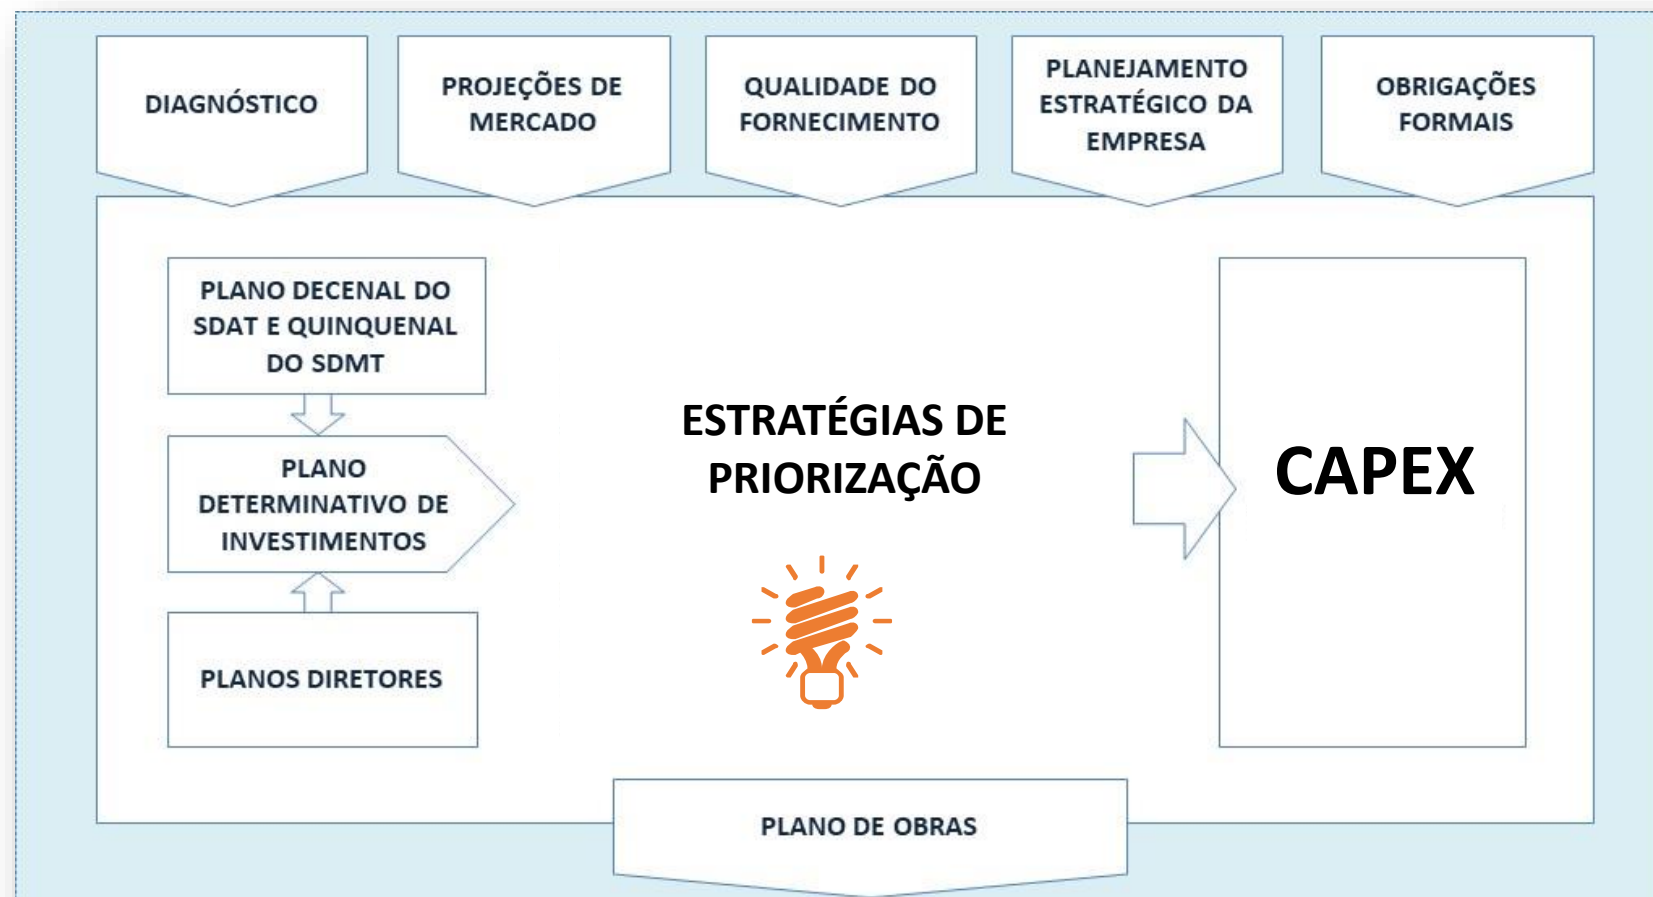 DIAGNÓSTICO
PROJEÇÕES DE
MERCADO
QUALIDADE DO
FORNECIMENTO
PLANEJAMENTO
ESTRATÉGICO DA
EMPRESA
OBRIGAÇÕES
FORMAIS
PLANO DECENAL DO
SDAT E QUINQUENAL
DO SDMT
PLANO
DETERMINATIVO DE
INVESTIMENTOS
PLANOS DIRETORES
ESTRATÉGIAS DE
PRIORIZAÇÃO
CAPEX
PLANO DE OBRAS